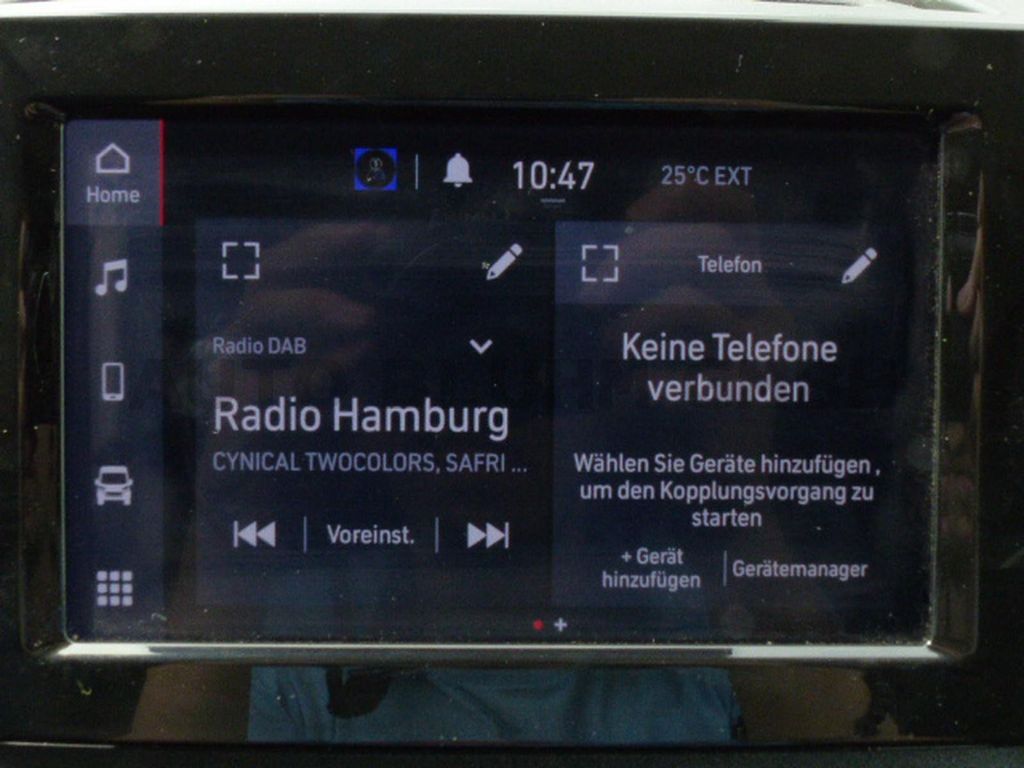 Home
10:47
25°C EXT
Telefon
Radio DAB
Radio Hamburg
CYNICAL TWOCOLORS, SAFRI ...
Voreinst.
Keine Telefone
verbunden
Wählen Sie Geräte hinzufügen ,
um den Kopplungsvorgang zu
starten
+ Gerät
hinzufügen
Gerätemanager